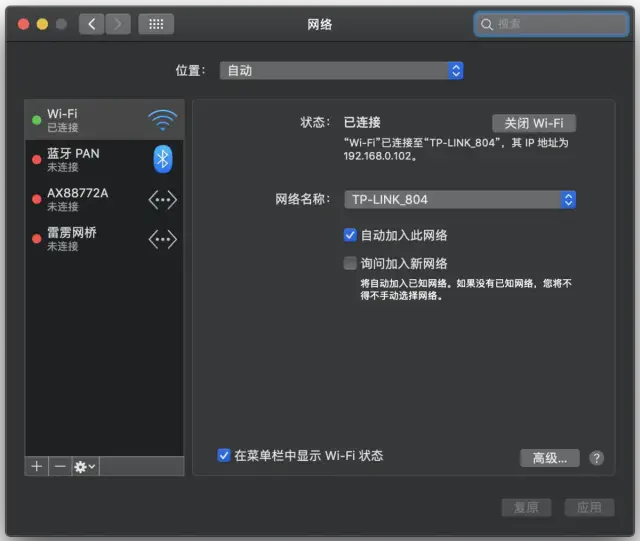 网络
搜索
位置：
自动
Wi-Fi
已连接
蓝牙 PAN
未连接
AX88772A
未连接
雷雳网桥
未连接
状态：
已连接
关闭 Wi-Fi
“Wi-Fi”已连接至“TP-LINK_804”，其 IP 地址为
192.168.0.102。
网络名称：
TP-LINK_804
自动加入此网络
询问加入新网络
将自动加入已知网络。如果没有已知网络，您将不
得不手动选择网络。
在菜单栏中显示 Wi-Fi 状态
高级...
?
复原
应用